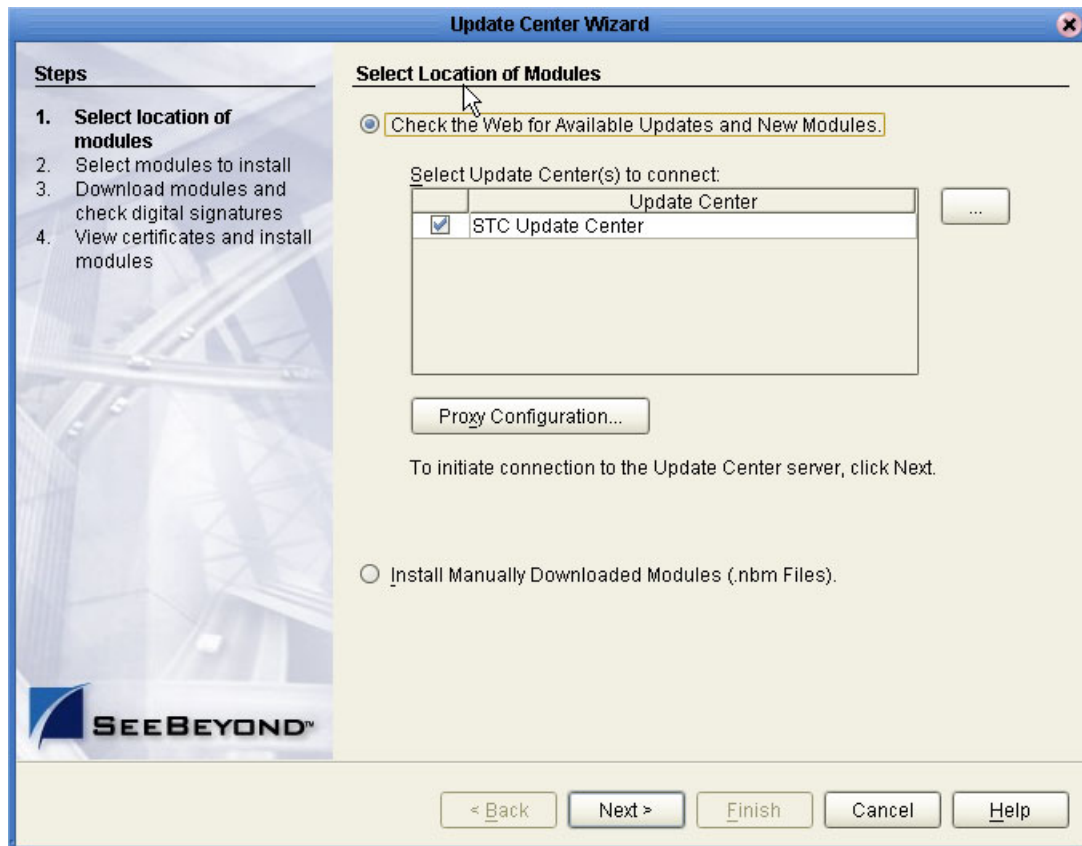 Update Center Wizard
Steps
1. Select location of
modules
2. Select modules to install
3. Download modules and
check digital signatures
4. View certificates and install
modules
SEEBEYOND™
Select Location of Modules
Check the Web for Available Updates and New Modules.
Select Update Center(s) to connect:
Update Center
STC Update Center
...
Proxy Configuration...
To initiate connection to the Update Center server, click Next.
Install Manually Downloaded Modules (.nbm Files).
< Back Next > Finish Cancel Help